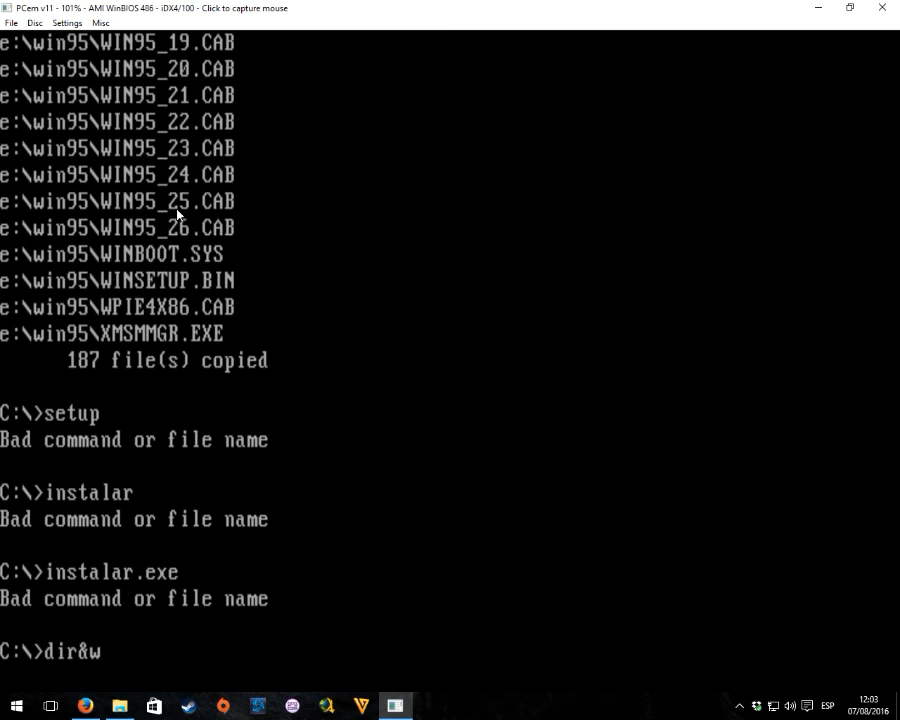 PCem v11 - 101% - AMI WinBIOS 486 - iDX4/100 - Click to capture mouse
File Disc Settings Misc
e:\win95\WIN95_19.CAB
e:\win95\WIN95_20.CAB
e:\win95\WIN95_21.CAB
e:\win95\WIN95_22.CAB
e:\win95\WIN95_23.CAB
e:\win95\WIN95_24.CAB
e:\win95\WIN95_25.CAB
e:\win95\WIN95_26.CAB
e:\win95\WINBOOT.SYS
e:\win95\WINSETUP.BIN
e:\win95\WPIE4X86.CAB
e:\win95\XMSMMGR.EXE
187 file(s) copied
C:\>setup
Bad command or file name
C:\>instalar
Bad command or file name
C:\>instalar.exe
Bad command or file name
C:\>dir&w
ESP
12:03
07/08/2016